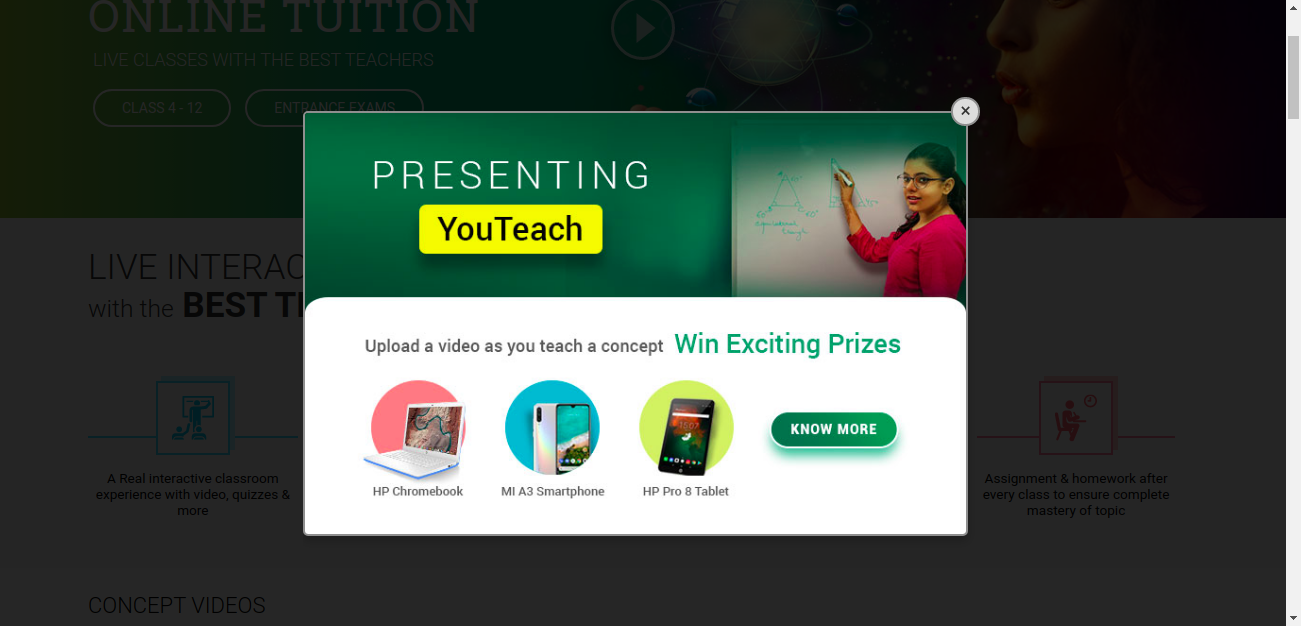 ONLINE TUITION
LIVE CLASSES WITH THE BEST TEACHERS
CLASS 4 - 12
ENTRANCE EXAMS
×
PRESENTING
YouTeach
LIVE INTERAC
with the BEST T
Upload a video as you teach a concept Win Exciting Prizes
KNOW MORE
HP Chromebook
MI A3 Smartphone
HP Pro 8 Tablet
A Real interactive classroom
experience with video, quizzes &
more
Assignment & homework after
every class to ensure complete
mastery of topic
CONCEPT VIDEOS